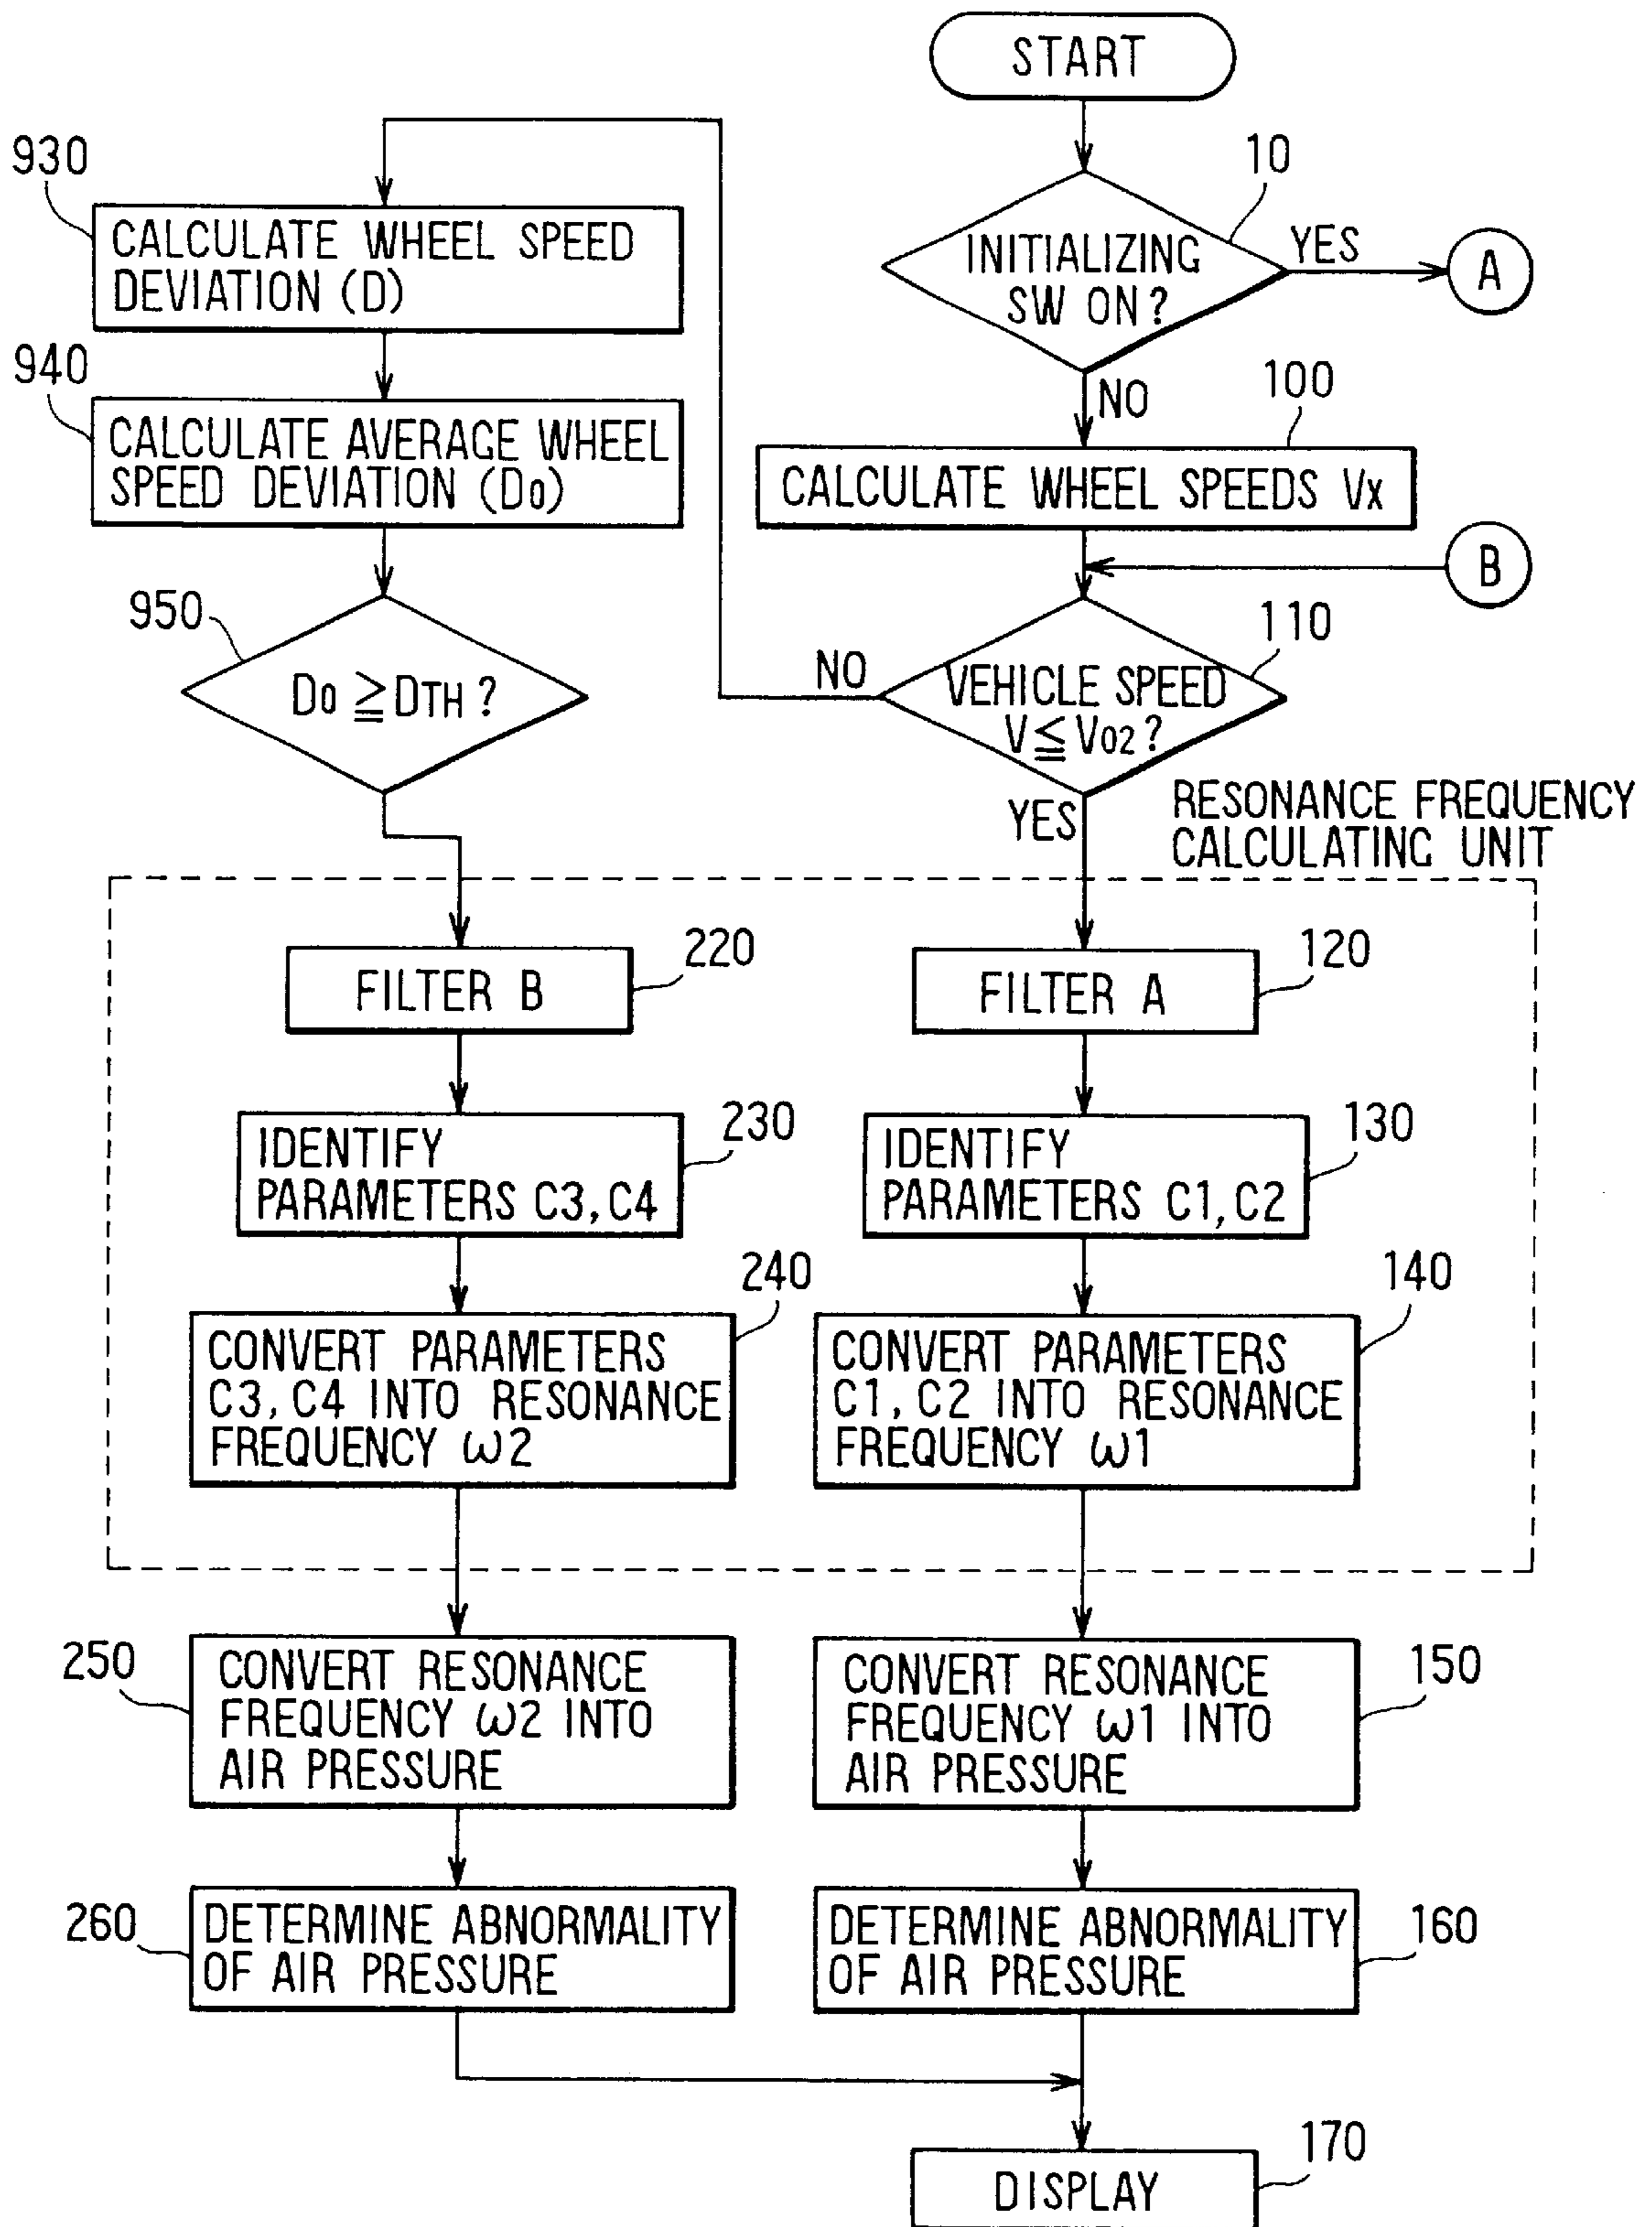 START
10
INITIALIZING
SW ON?
YES
A
NO
100
CALCULATE WHEEL SPEEDS VX
B
110
VEHICLE SPEED
V≦V02?
NO
YES
930
CALCULATE WHEEL SPEED
DEVIATION (D)
940
CALCULATE AVERAGE WHEEL
SPEED DEVIATION (D0)
950
D0≧DTH?
RESONANCE FREQUENCY
CALCULATING UNIT
220
FILTER B
120
FILTER A
230
IDENTIFY
PARAMETERS C3, C4
130
IDENTIFY
PARAMETERS C1, C2
240
CONVERT PARAMETERS
C3, C4 INTO RESONANCE
FREQUENCY ω2
140
CONVERT PARAMETERS
C1, C2 INTO RESONANCE
FREQUENCY ω1
250
CONVERT RESONANCE
FREQUENCY ω2 INTO
AIR PRESSURE
150
CONVERT RESONANCE
FREQUENCY ω1 INTO
AIR PRESSURE
260
DETERMINE ABNORMALITY
OF AIR PRESSURE
160
DETERMINE ABNORMALITY
OF AIR PRESSURE
170
DISPLAY